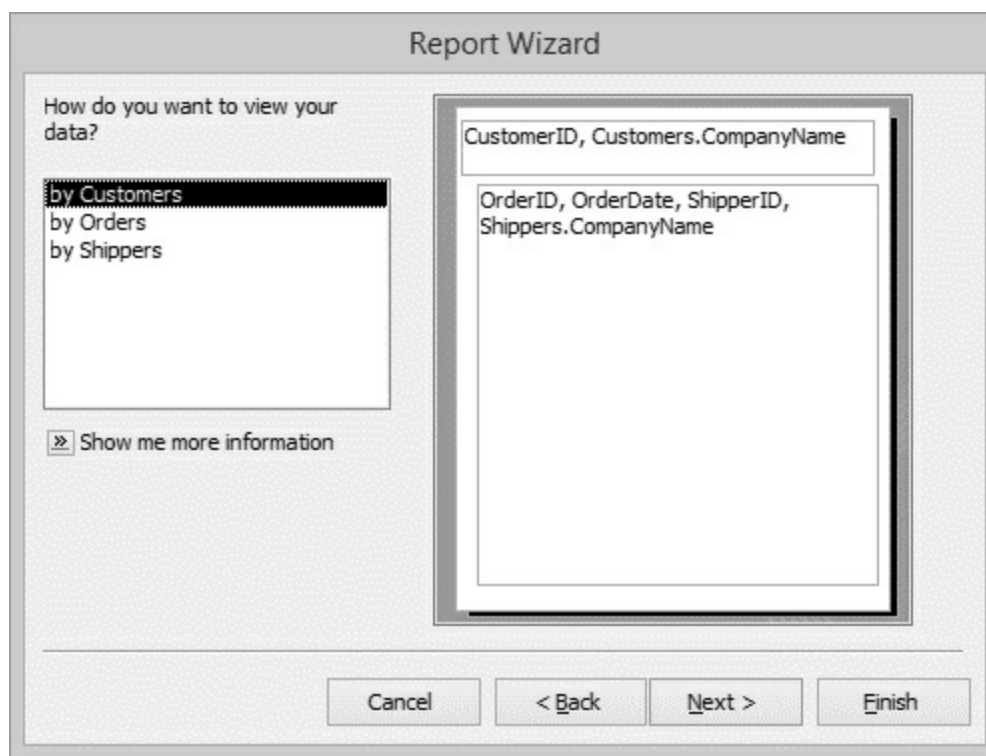 Report Wizard
How do you want to view your
data?
by Customers
by Orders
by Shippers
» Show me more information
CustomerID, Customers.CompanyName
OrderID, OrderDate, ShipperID,
Shippers.CompanyName
Cancel
< Back
Next >
Finish